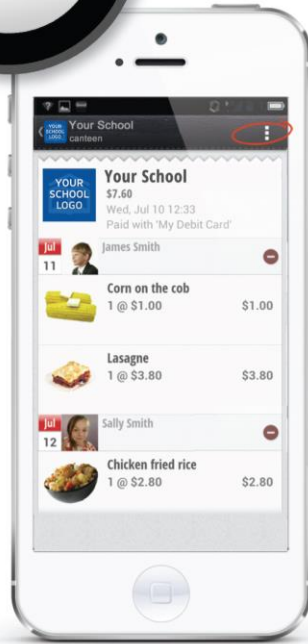 YOUR SCHOOL LOGO
Your School
canteen
YOUR
SCHOOL
LOGO
Your School
$7.60
Wed, Jul 10 12:33
Paid with 'My Debit Card'
Jul
11
James Smith
Corn on the cob
1 @ $1.00
$1.00
Lasagne
1 @ $3.80
$3.80
Jul
12
Sally Smith
Chicken fried rice
1 @ $2.80
$2.80